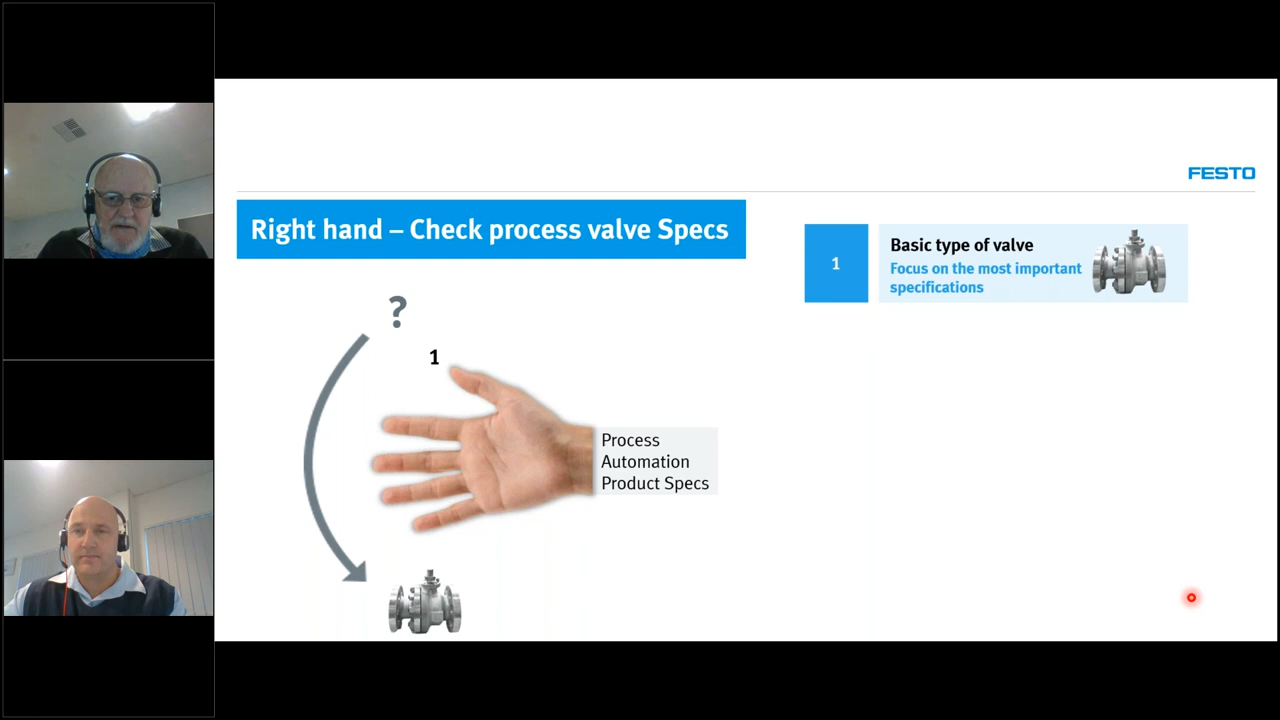 FESTO
Right hand – Check process valve Specs
1
Basic type of valve
Focus on the most important
specifications
?
1
Process
Automation
Product Specs